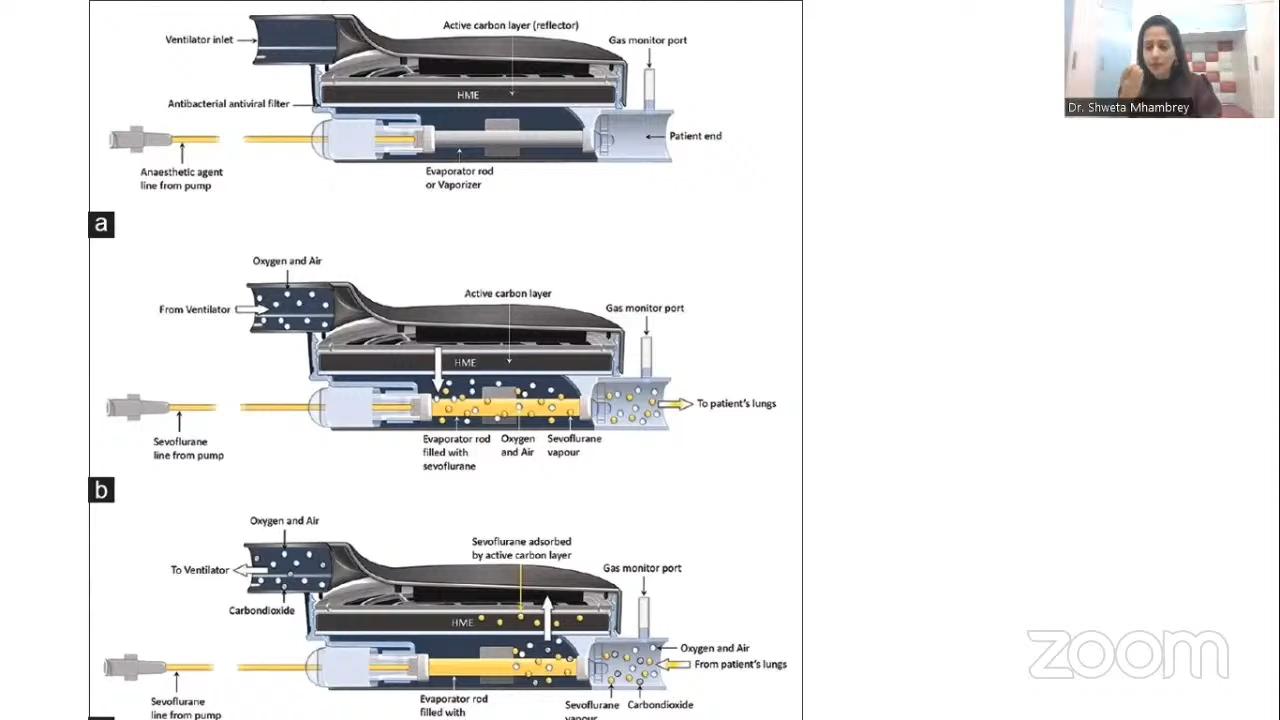 Active carbon layer (reflector)
Ventilator inlet
Gas monitor port
HME
Antibacterial antiviral filter
Dr. Shweta Mhambrey
Patient end
Anaesthetic agent
line from pump
Evaporator rod
or Vaporizer
a
Oxygen and Air
Active carbon layer
From Ventilator
Gas monitor port
HME
To patient's lungs
Sevoflurane
line from pump
Evaporator rod
filled with
sevoflurane
Oxygen
and Air
Sevoflurane
vapour
b
Oxygen and Air
Sevoflurane adsorbed
by active carbon layer
To Ventilator
Gas monitor port
Carbondioxide
HME
Oxygen and Air
From patient's lungs
zoom
Sevoflurane
line from pump
Evaporator rod
filled with
Sevoflurane
vapour
Carbondioxide